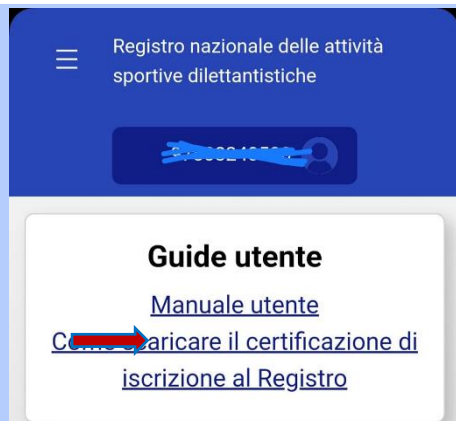 Registro nazionale delle attività
sportive dilettantistiche
Guide utente
Manuale utente
il certificazione di
iscrizione al Registro